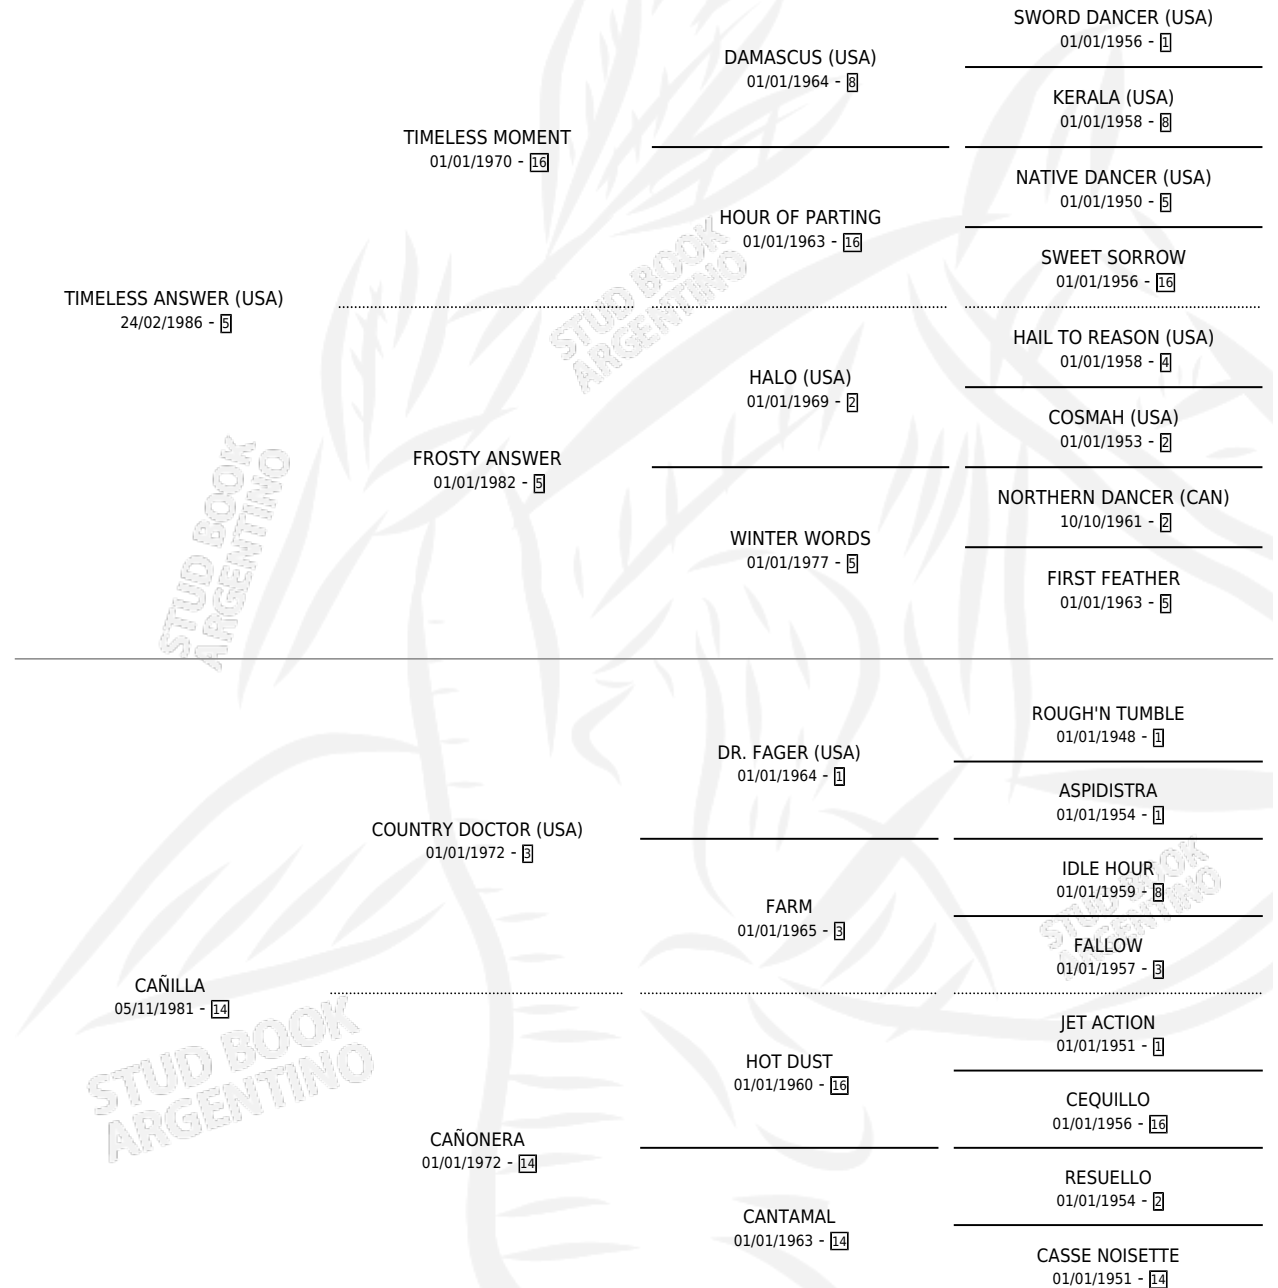 SWORD DANCER (USA)
01/01/1956 - 1
DAMASCUS (USA)
01/01/1964 - 8
KERALA (USA)
01/01/1958 - 8
TIMELESS MOMENT
01/01/1970 - 16
NATIVE DANCER (USA)
01/01/1950 - 5
HOUR OF PARTING
01/01/1963 - 16
SWEET SORROW
01/01/1956 - 16
TIMELESS ANSWER (USA)
24/02/1986 - 5
HAIL TO REASON (USA)
01/01/1958 - 4
HALO (USA)
01/01/1969 - 2
COSMAH (USA)
01/01/1953 - 2
FROSTY ANSWER
01/01/1982 - 5
NORTHERN DANCER (CAN)
10/10/1961 - 2
WINTER WORDS
01/01/1977 - 5
FIRST FEATHER
01/01/1963 - 5
ROUGH'N TUMBLE
01/01/1948 - 1
DR. FAGER (USA)
01/01/1964 - 1
ASPIDISTRA
01/01/1954 - 1
COUNTRY DOCTOR (USA)
01/01/1972 - 3
IDLE HOUR
01/01/1959 - 8
FARM
01/01/1965 - 3
FALLOW
01/01/1957 - 3
CAÑILLA
05/11/1981 - 14
JET ACTION
01/01/1951 - 1
HOT DUST
01/01/1960 - 16
CEQUILLO
01/01/1956 - 16
CAÑONERA
01/01/1972 - 14
RESUELLO
01/01/1954 - 2
CANTAMAL
01/01/1963 - 14
CASSE NOISETTE
01/01/1951 - 14
STUD BOOK
ARGENTINO
STUD BOOK
ARGENTINO
STUD BOOK
ARGENTINO
STUD BOOK
ARGENTINO